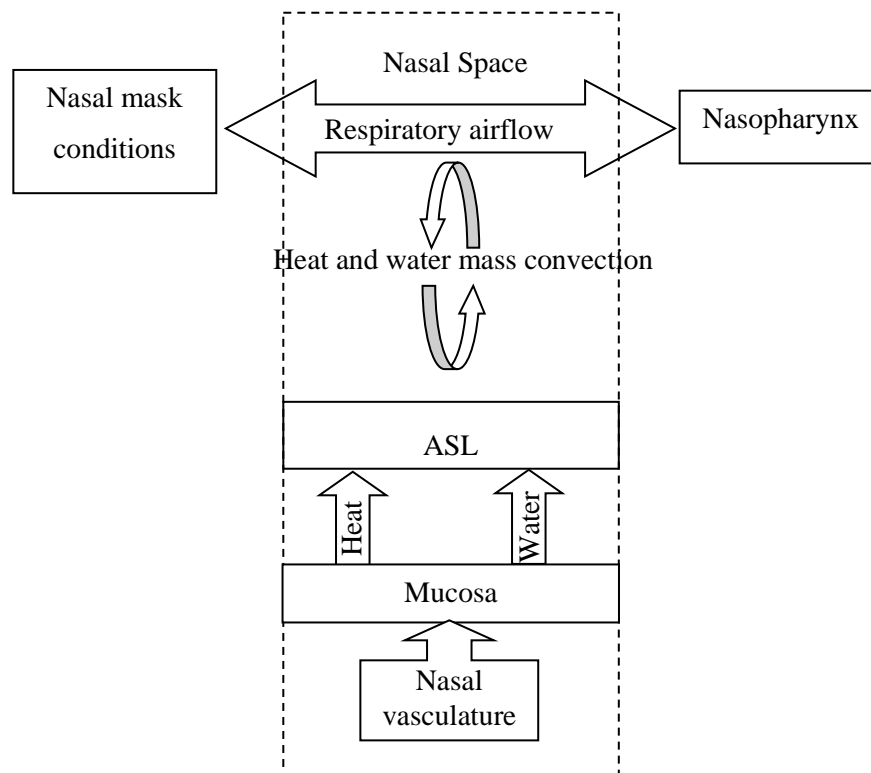 Nasal Space
Nasal mask
conditions
Respiratory airflow
Nasopharynx
Heat and water mass convection
ASL
Heat
Water
Mucosa
Nasal
vasculature